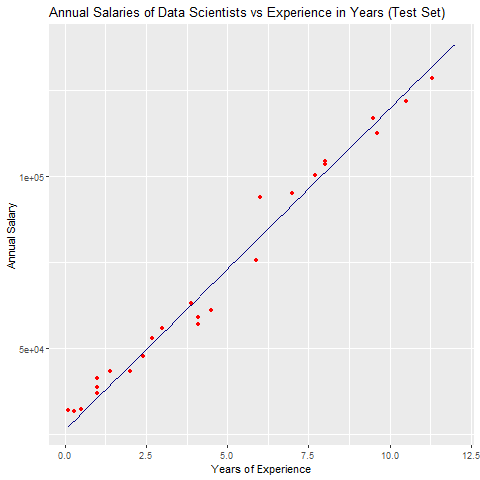 Annual Salaries of Data Scientists vs Experience in Years (Test Set)
1e+05
Annual Salary
5e+04
0.0 2.5 5.0 7.5 10.0 12.5
Years of Experience